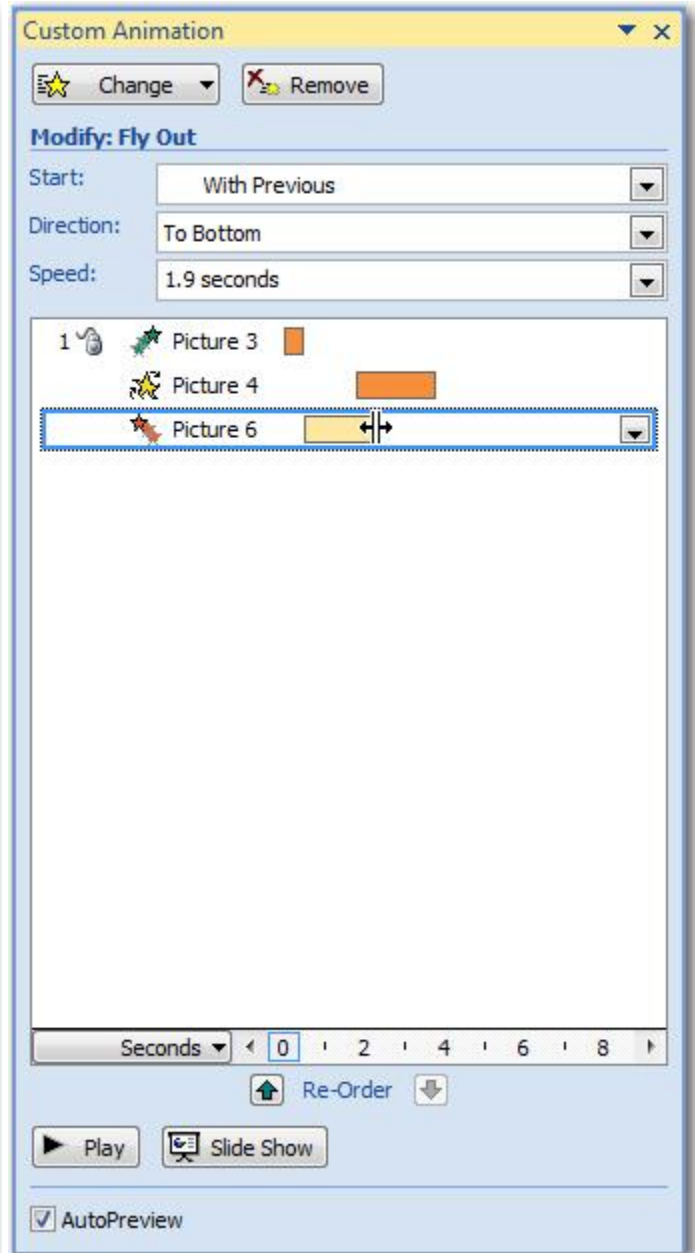 Custom Animation
Change Remove
Modify: Fly Out
Start: With Previous
Direction: To Bottom
Speed: 1.9 seconds
1 Picture 3
Picture 4
Picture 6
Seconds 0 2 4 6 8
Re-Order
Play Slide Show
AutoPreview